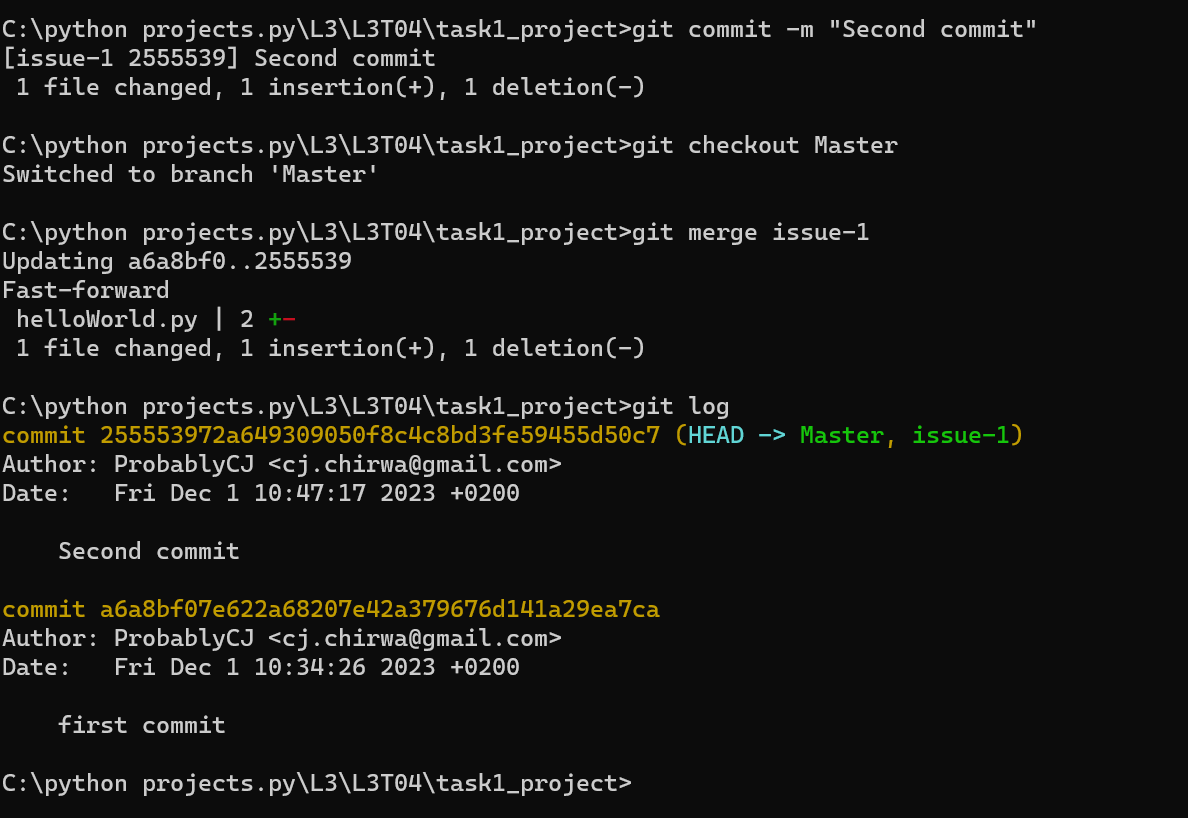 C:\python projects.py\L3\L3T04\task1_project>git commit -m "Second commit"
[issue-1 2555539] Second commit
 1 file changed, 1 insertion(+), 1 deletion(-)

C:\python projects.py\L3\L3T04\task1_project>git checkout Master
Switched to branch 'Master'

C:\python projects.py\L3\L3T04\task1_project>git merge issue-1
Updating a6a8bf0..2555539
Fast-forward
 helloWorld.py | 2 +-
 1 file changed, 1 insertion(+), 1 deletion(-)

C:\python projects.py\L3\L3T04\task1_project>git log
commit 255553972a649309050f8c4c8bd3fe59455d50c7 (HEAD -> Master, issue-1)
Author: ProbablyCJ <cj.chirwa@gmail.com>
Date:   Fri Dec 1 10:47:17 2023 +0200

    Second commit

commit a6a8bf07e622a68207e42a379676d141a29ea7ca
Author: ProbablyCJ <cj.chirwa@gmail.com>
Date:   Fri Dec 1 10:34:26 2023 +0200

    first commit

C:\python projects.py\L3\L3T04\task1_project>